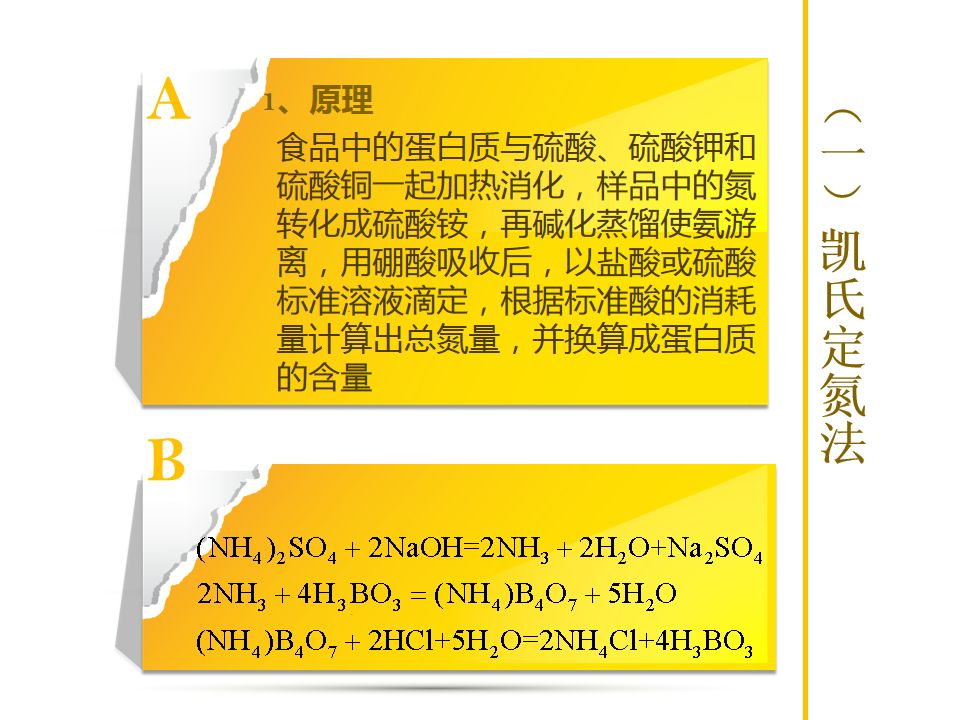 (一)凯氏定氮法
A
1、原理
食品中的蛋白质与硫酸、硫酸钾和
硫酸铜一起加热消化，样品中的氮
转化成硫酸铵，再碱化蒸馏使氨游
离，用硼酸吸收后，以盐酸或硫酸
标准溶液滴定，根据标准酸的消耗
量计算出总氮量，并换算成蛋白质
的含量
B
(NH₄)₂SO₄ + 2NaOH=2NH₃ + 2H₂O+Na₂SO₄
2NH₃ + 4H₃BO₃ = (NH₄)B₄O₇ + 5H₂O
(NH₄)B₄O₇ + 2HCl+5H₂O=2NH₄Cl+4H₃BO₃